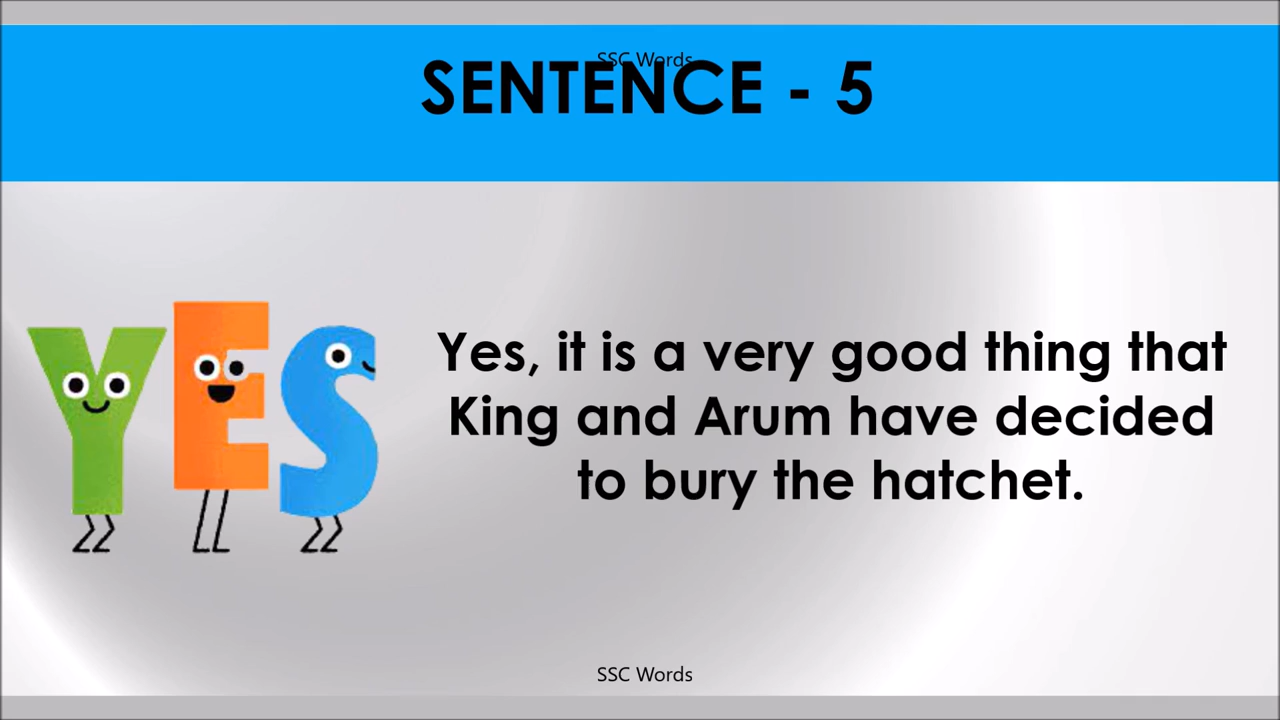 SSC Words
SENTENCE - 5
YES
Yes, it is a very good thing that
King and Arum have decided
to bury the hatchet.
SSC Words